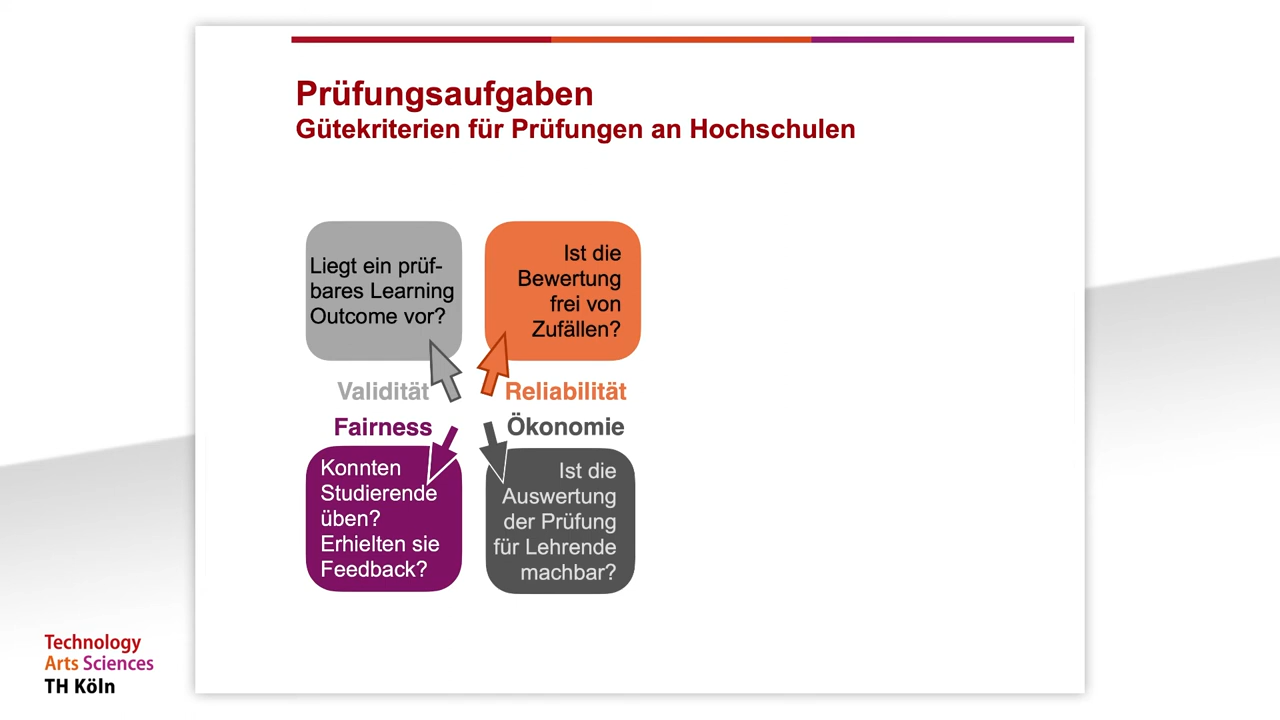 Prüfungsaufgaben
Gütekriterien für Prüfungen an Hochschulen
Liegt ein prüf-
bares Learning
Outcome vor?
Ist die
Bewertung
frei von
Zufällen?
Validität
Reliabilität
Fairness
Ökonomie
Konnten
Studierende
üben?
Erhielten sie
Feedback?
Ist die
Auswertung
der Prüfung
für Lehrende
machbar?
Technology
Arts Sciences
TH Köln